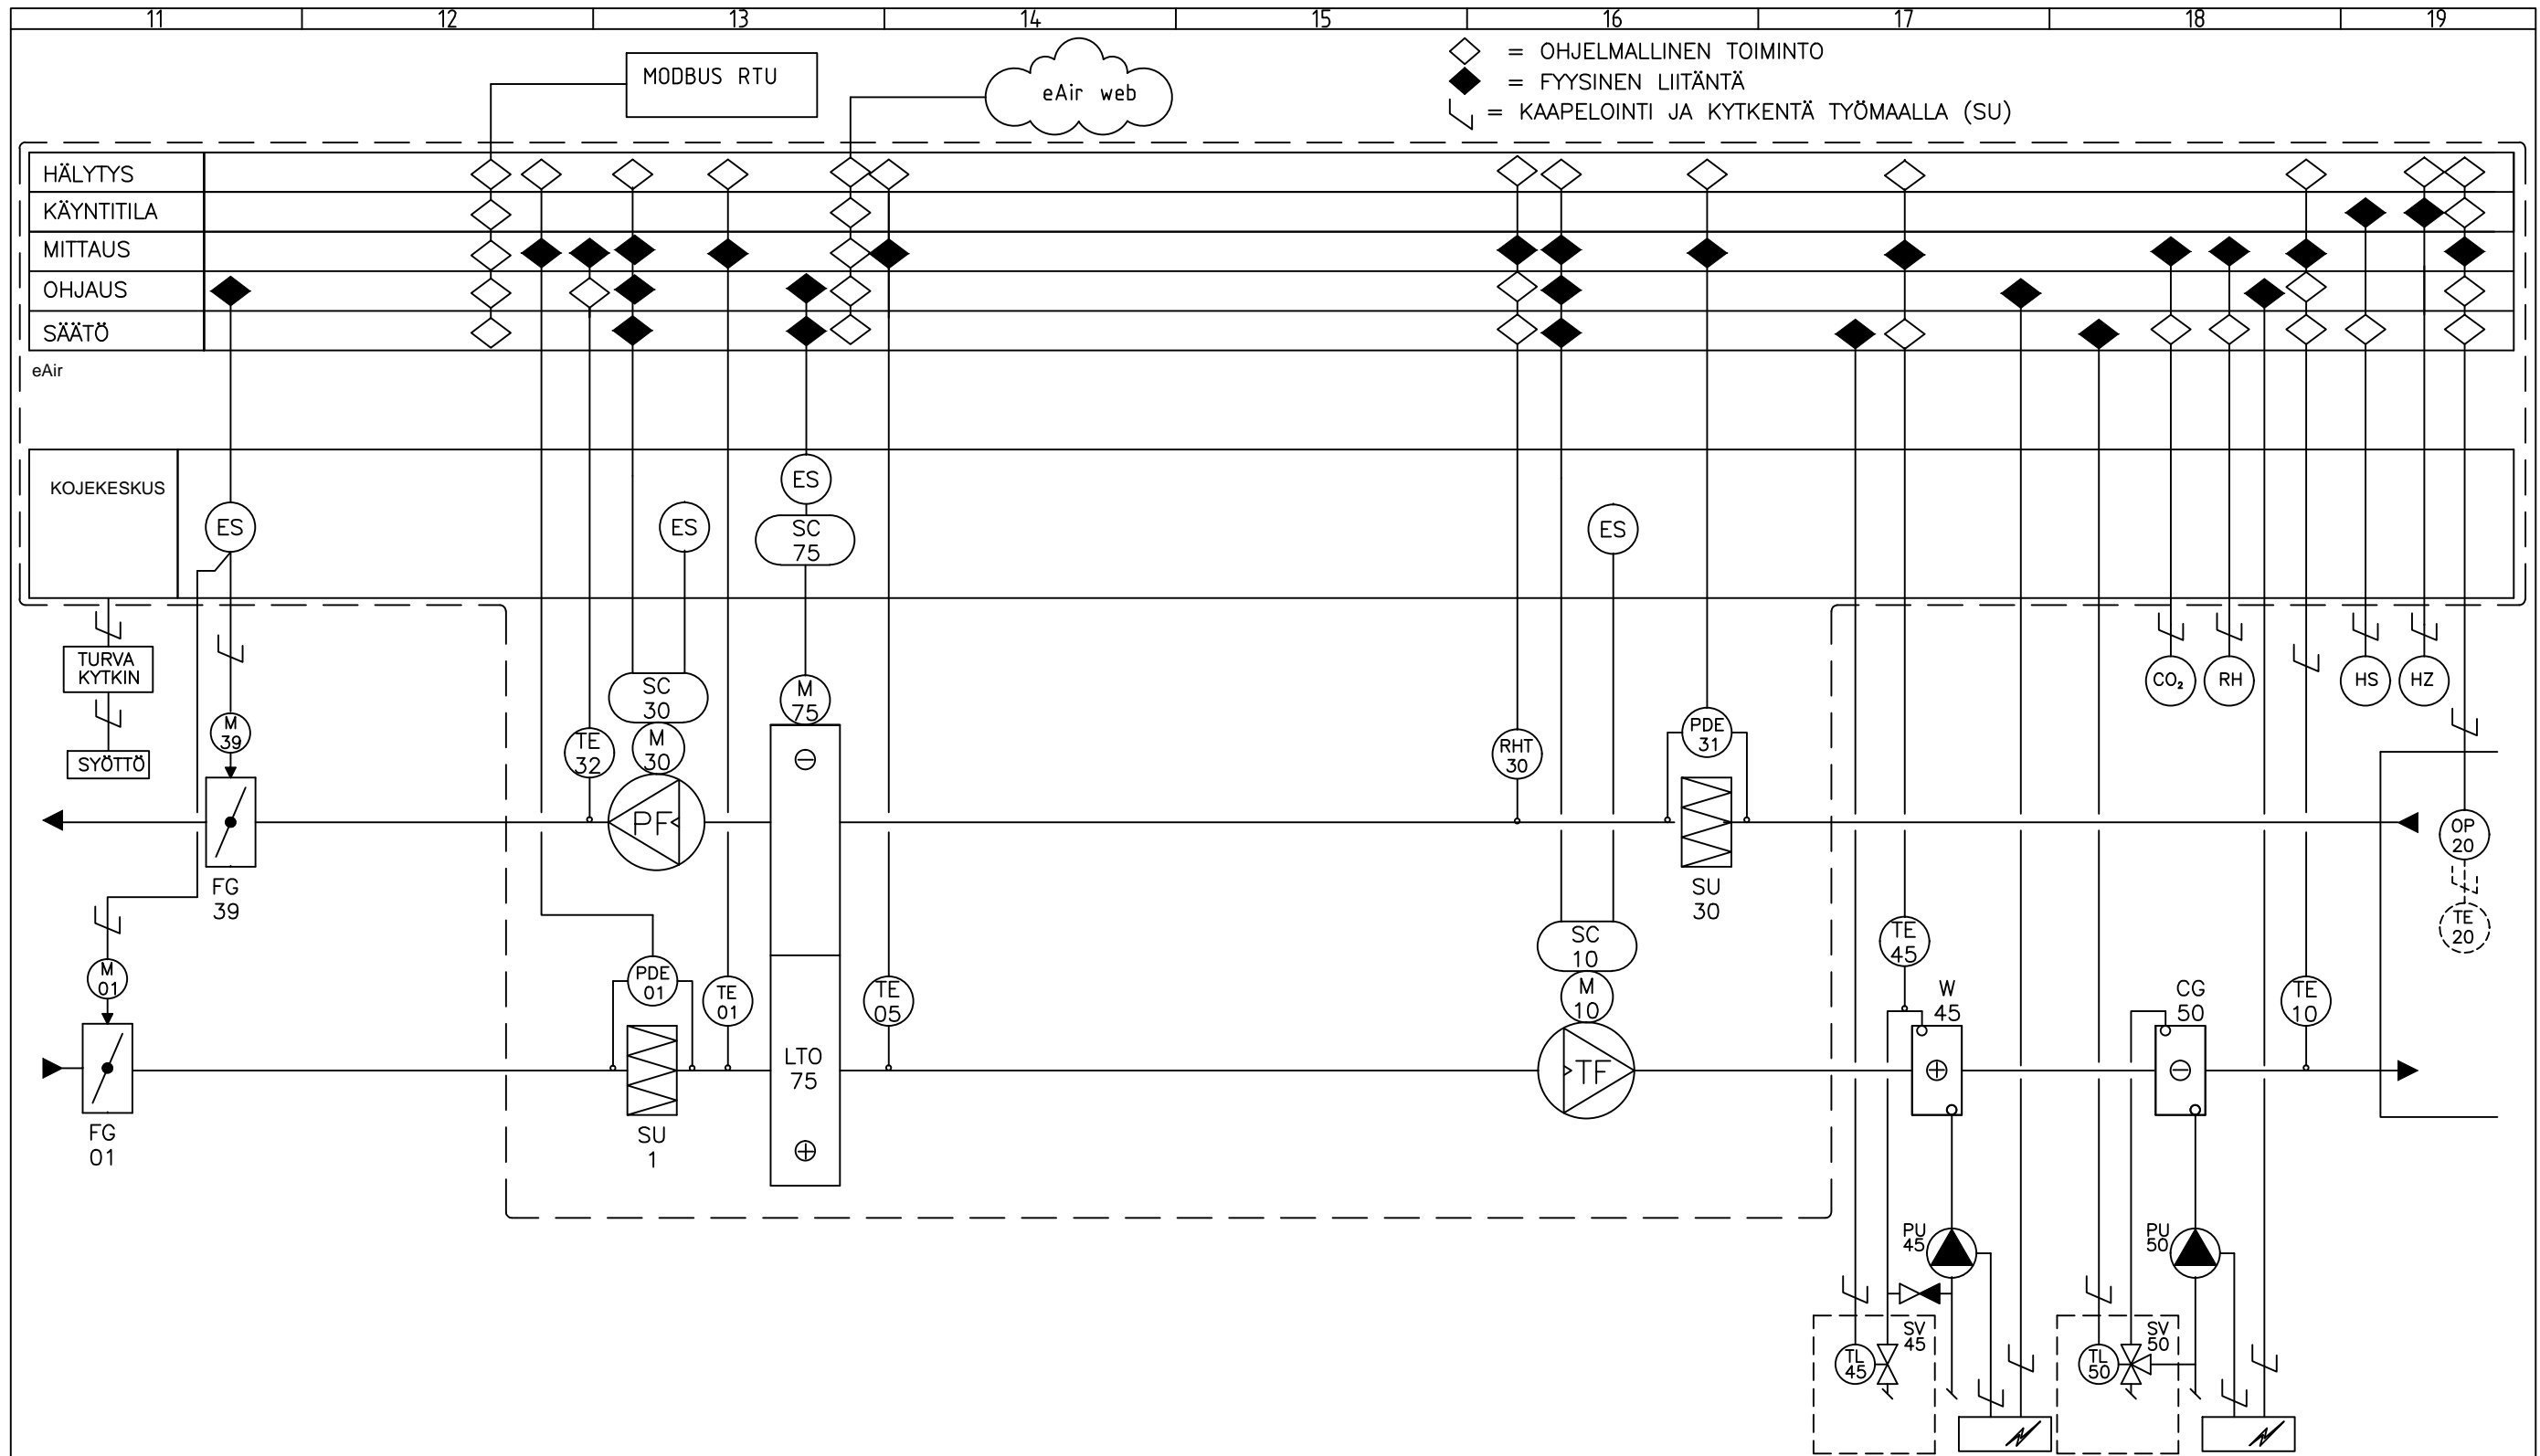 11 12 13 14 15 16 17 18 19
MODBUS RTU
eAir web
= OHJELMALLINEN TOIMINTO
= FYYSINEN LIITÄNTÄ
= KAAPELOINTI JA KYTKENTÄ TYÖMAALLA (SU)
HÄLYTYS
KÄYNTITILA
MITTAUS
OHJAUS
SÄÄTÖ
eAir
KOJEKESKUS
ES
ES
ES
SC
75
ES
TURVA
KYTKIN
SYÖTTÖ
M
39
FG
39
M
01
FG
01
TE
32
SC
30
M
30
PF
M
75
PDE
01
SU
1
TE
01
LTO
75
TE
05
RHT
30
PDE
31
SU
30
SC
10
M
10
TF
TE
45
W
45
CG
50
TE
10
CO₂
RH
HS
HZ
OP
20
TE
20
PU
45
PU
50
SV
45
TL
45
SV
50
TL
50